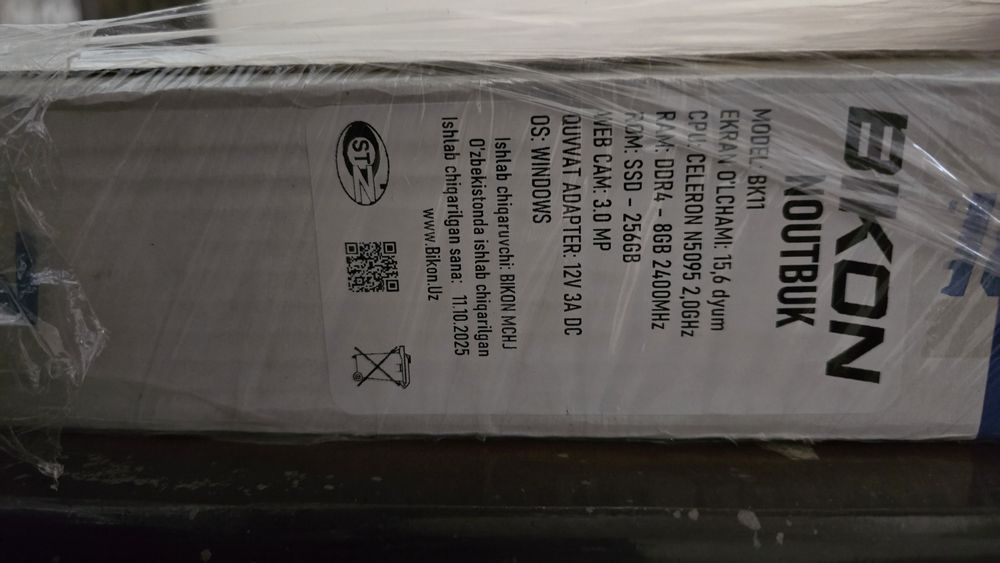 BIKON
NOUTBUK
MODEL: BK11
EKRAN O'LCHAMI: 15,6 dyum
CPU: CELERON N5095 2,0GHz
RAM: DDR4 - 8GB 2400MHz
ROM: SSD - 256GB
WEB CAM: 3.0 MP
QUVVAT ADAPTER: 12V 3A DC
OS: WINDOWS
Ishlab chiqaruvchi: BIKON MCHJ
O'zbekistonda ishlab chiqarilgan
Ishlab chiqarilgan sana: 11.10.2025
www.Bikon.Uz
STZ